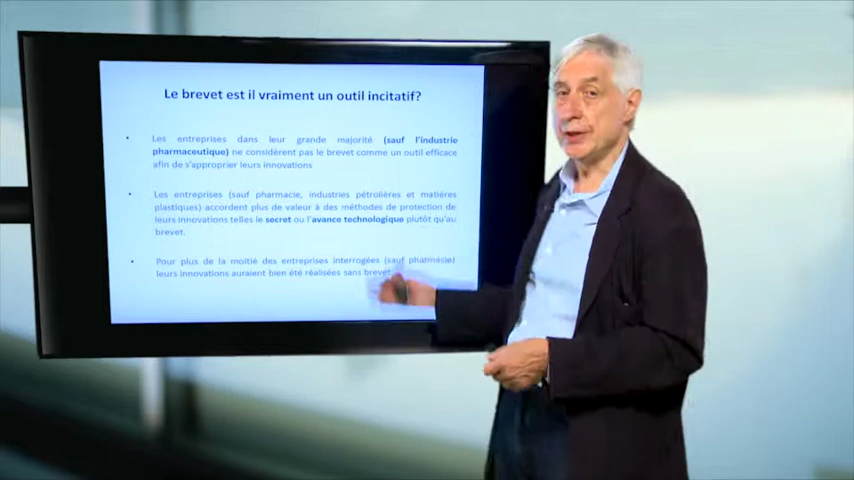 Le brevet est il vraiment un outil incitatif?
• Les entreprises dans leur grande majorité (sauf l'industrie
pharmaceutique) ne considèrent pas le brevet comme un outil efficace
afin de s'approprier leurs innovations
• Les entreprises (sauf pharmacie, industries pétrolières et matières
plastiques) accordent plus de valeur à des méthodes de protection de
leurs innovations telles le secret ou l'avance technologique plutôt qu'au
brevet.
• Pour plus de la moitié des entreprises interrogées (sauf pharmacie)
leurs innovations auraient bien été réalisées sans brevet